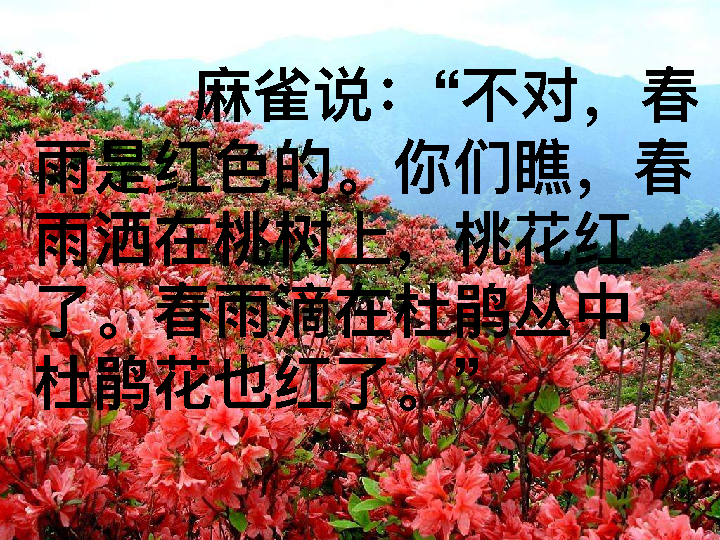 麻雀说：“不对，春
雨是红色的。你们瞧，春
雨洒在桃树上，桃花红
了。春雨滴在杜鹃丛中，
杜鹃花也红了。”